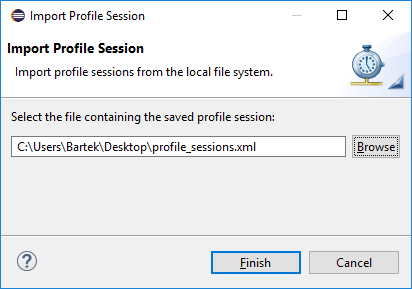 Import Profile Session
Import Profile Session
Import profile sessions from the local file system.
Select the file containing the saved profile session:
C:\Users\Bartek\Desktop\profile_sessions.xml Browse
? Finish Cancel